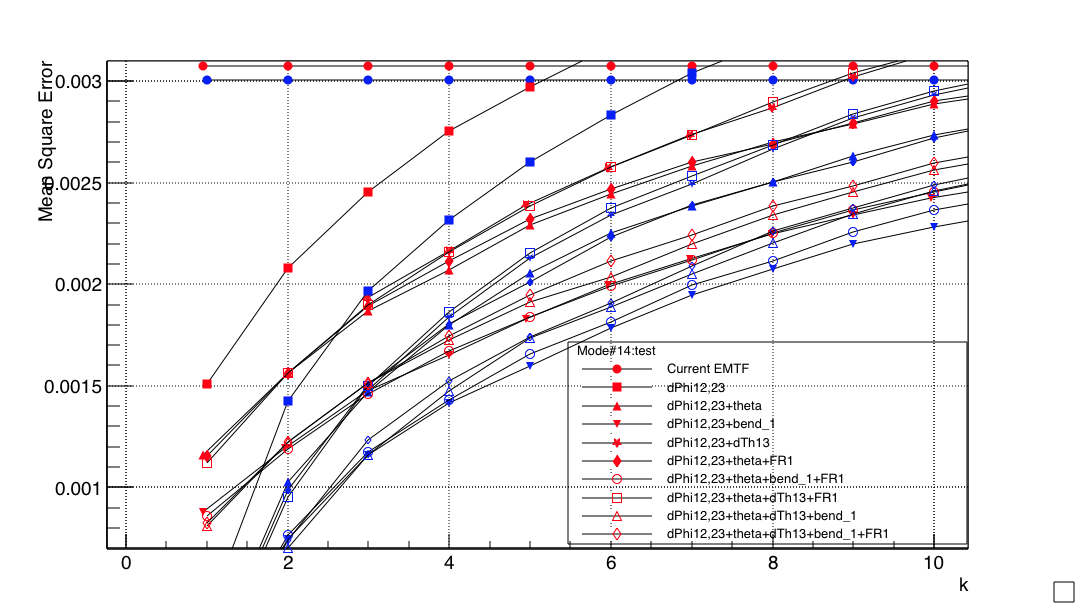 Mean Square Error
0.003
0.0025
0.002
0.0015
0.001
Mode#14:test
Current EMTF
dPhi12,23
dPhi12,23+theta
dPhi12,23+bend_1
dPhi12,23+dTh13
dPhi12,23+theta+FR1
dPhi12,23+theta+bend_1+FR1
dPhi12,23+theta+dTh13+FR1
dPhi12,23+theta+dTh13+bend_1
dPhi12,23+theta+dTh13+bend_1+FR1
0 2 4 6 8 10
k